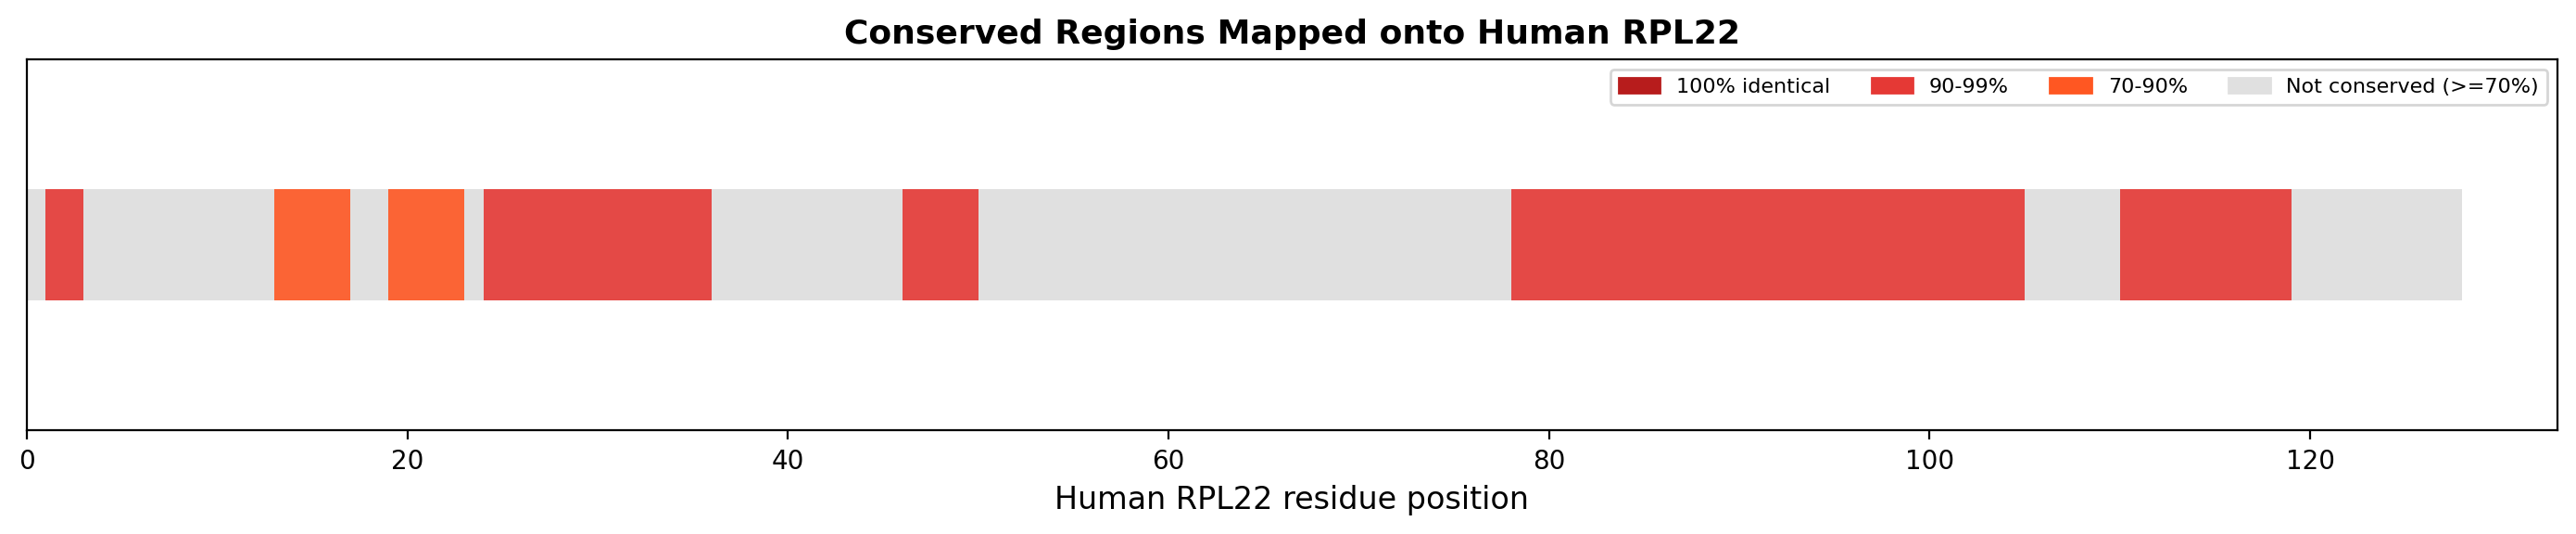 Conserved Regions Mapped onto Human RPL22
100% identical 90-99% 70-90% Not conserved (>=70%)
0 20 40 60 80 100 120
Human RPL22 residue position